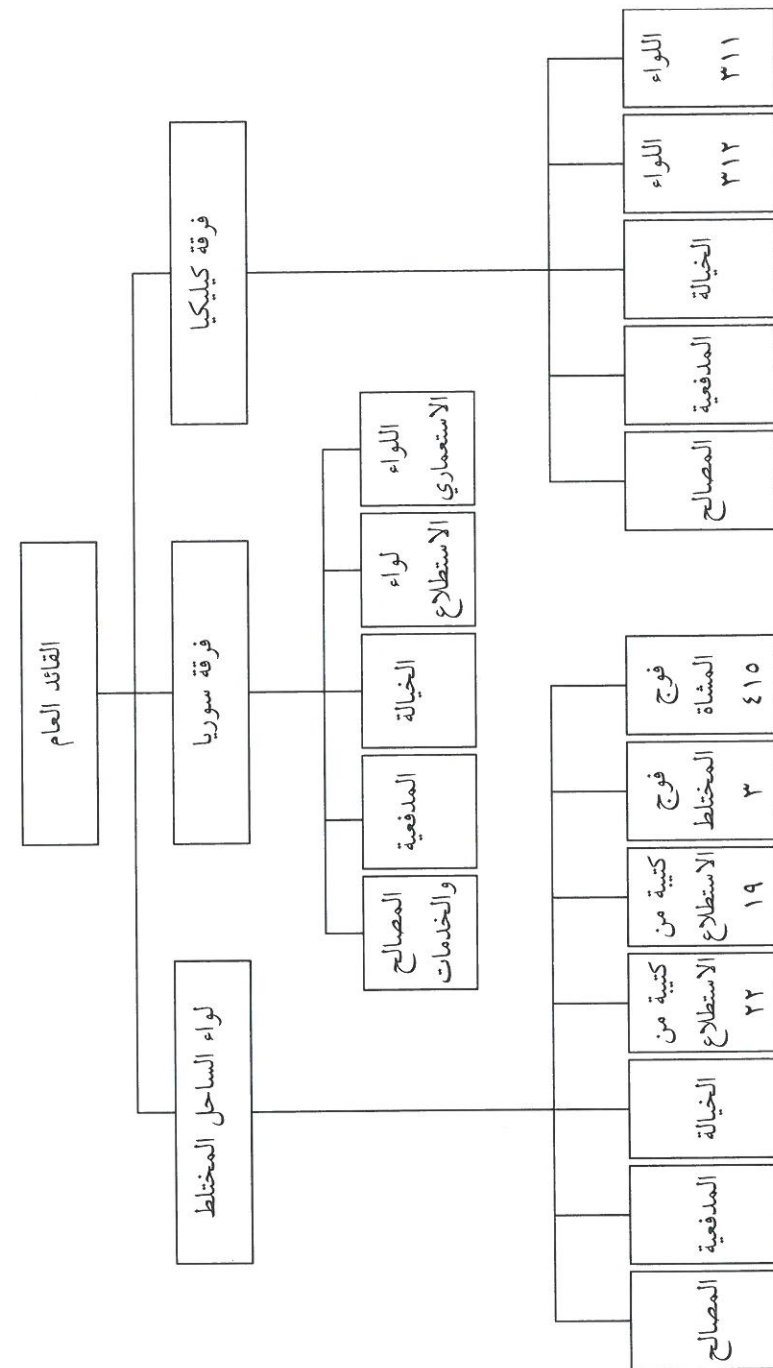 القائد العام
فرقة كيليكيا
فرقة سوريا
لواء الساحل المختلط
اللواء
الاستعماري
لواء
الاستطلاع
الخيالة
المدفعية
المصالح
والخدمات
اللواء
٣١١
اللواء
٣١٢
الخيالة
المدفعية
المصالح
فوج
المشاة
٤١٥
فوج
المختلط
٣
كتيبة من
الاستطلاع
١٩
كتيبة من
الاستطلاع
٢٢
الخيالة
المدفعية
المصالح